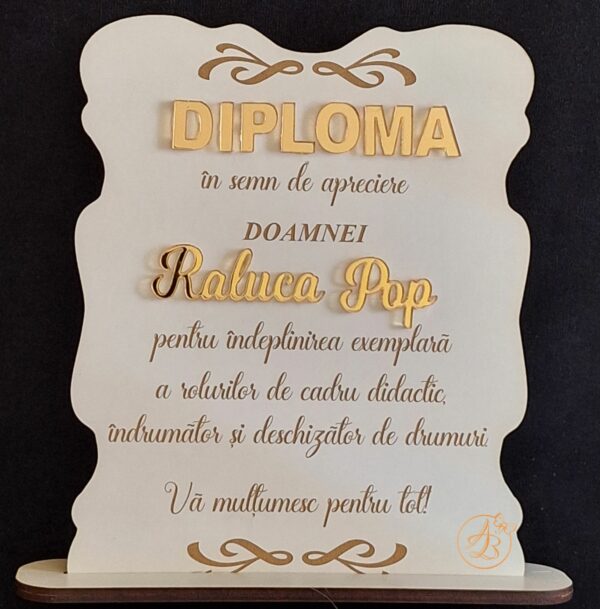 DIPLOMA
în semn de apreciere
DOAMNEI
Raluca Pop
pentru îndeplinirea exemplară
a rolurilor de cadru didactic,
îndrumător și deschizător de drumuri.
Vă mulțumesc pentru tot!